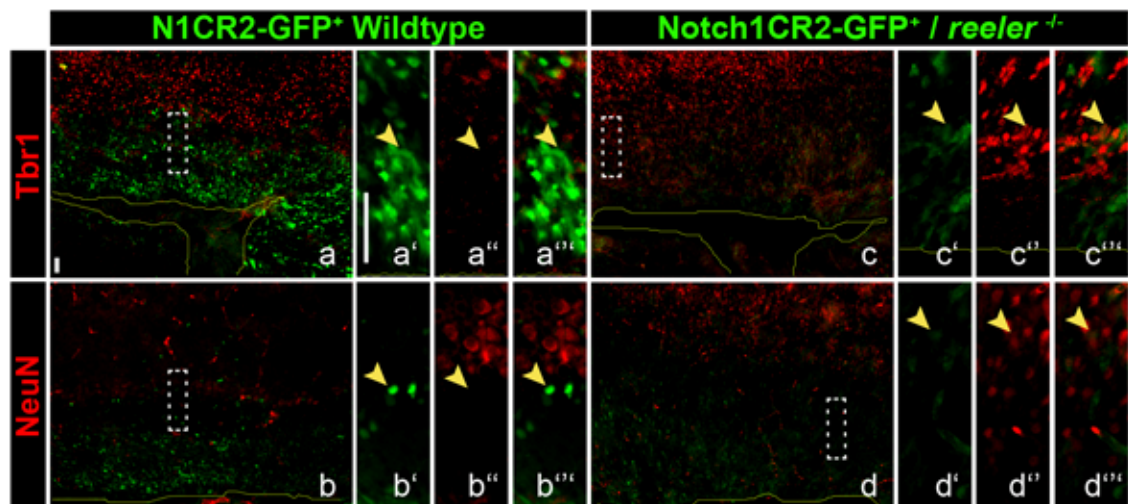 N1CR2-GFP⁺ Wildtype
Notch1CR2-GFP⁺ / reeler ⁻/⁻
Tbr1
a
a‘
a‘‘
a‘“
c
c‘
c‘’
c‘“
NeuN
b
b‘
b‘‘
b‘“
d
d‘
d‘’
d‘“